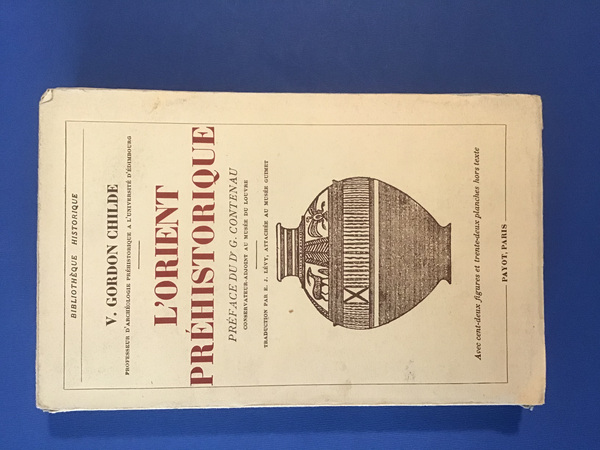 BIBLIOTHÈQUE HISTORIQUE
V. GORDON CHILDE
PROFESSEUR D'ARCHÉOLOGIE PRÉHISTORIQUE A L'UNIVERSITÉ D'ÉDIMBOURG
L'ORIENT
PRÉHISTORIQUE
PRÉFACE DU Dr G. CONTENAU
CONSERVATEUR-ADJOINT AU MUSÉE DU LOUVRE
TRADUCTION PAR E. J. LÉVY, ATTACHÉE AU MUSÉE GUIMET
Avec cent-deux figures et trente-deux planches hors texte
PAYOT, PARIS